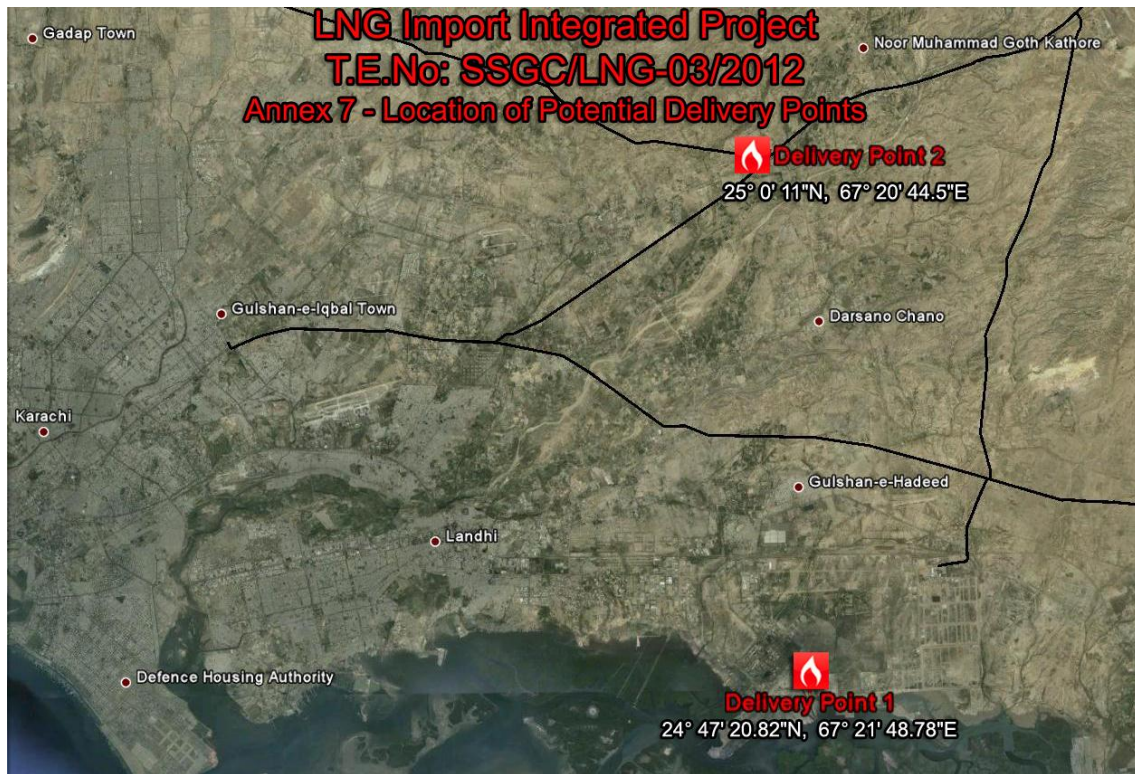 LNG Import Integrated Project
T.E.No: SSGC/LNG-03/2012
Annex 7 - Location of Potential Delivery Points
Gadap Town
Noor Muhammad Goth Kathore
Delivery Point 2
25° 0' 11"N, 67° 20' 44.5"E
Gulshan-e-Iqbal Town
Darsano Chano
Karachi
Gulshan-e-Hadeed
Landhi
Defence Housing Authority
Delivery Point 1
24° 47' 20.82"N, 67° 21' 48.78"E